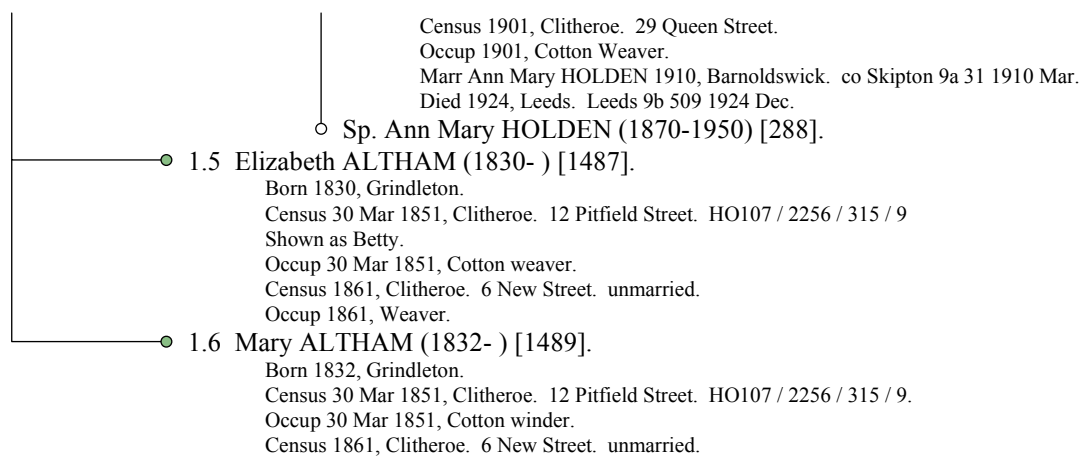 Census 1901, Clitheroe. 29 Queen Street.
Occup 1901, Cotton Weaver.
Marr Ann Mary HOLDEN 1910, Barnoldswick. co Skipton 9a 31 1910 Mar.
Died 1924, Leeds. Leeds 9b 509 1924 Dec.
Sp. Ann Mary HOLDEN (1870-1950) [288].
1.5 Elizabeth ALTHAM (1830- ) [1487].
Born 1830, Grindleton.
Census 30 Mar 1851, Clitheroe. 12 Pitfield Street. HO107 / 2256 / 315 / 9
Shown as Betty.
Occup 30 Mar 1851, Cotton weaver.
Census 1861, Clitheroe. 6 New Street. unmarried.
Occup 1861, Weaver.
1.6 Mary ALTHAM (1832- ) [1489].
Born 1832, Grindleton.
Census 30 Mar 1851, Clitheroe. 12 Pitfield Street. HO107 / 2256 / 315 / 9.
Occup 30 Mar 1851, Cotton winder.
Census 1861, Clitheroe. 6 New Street. unmarried.